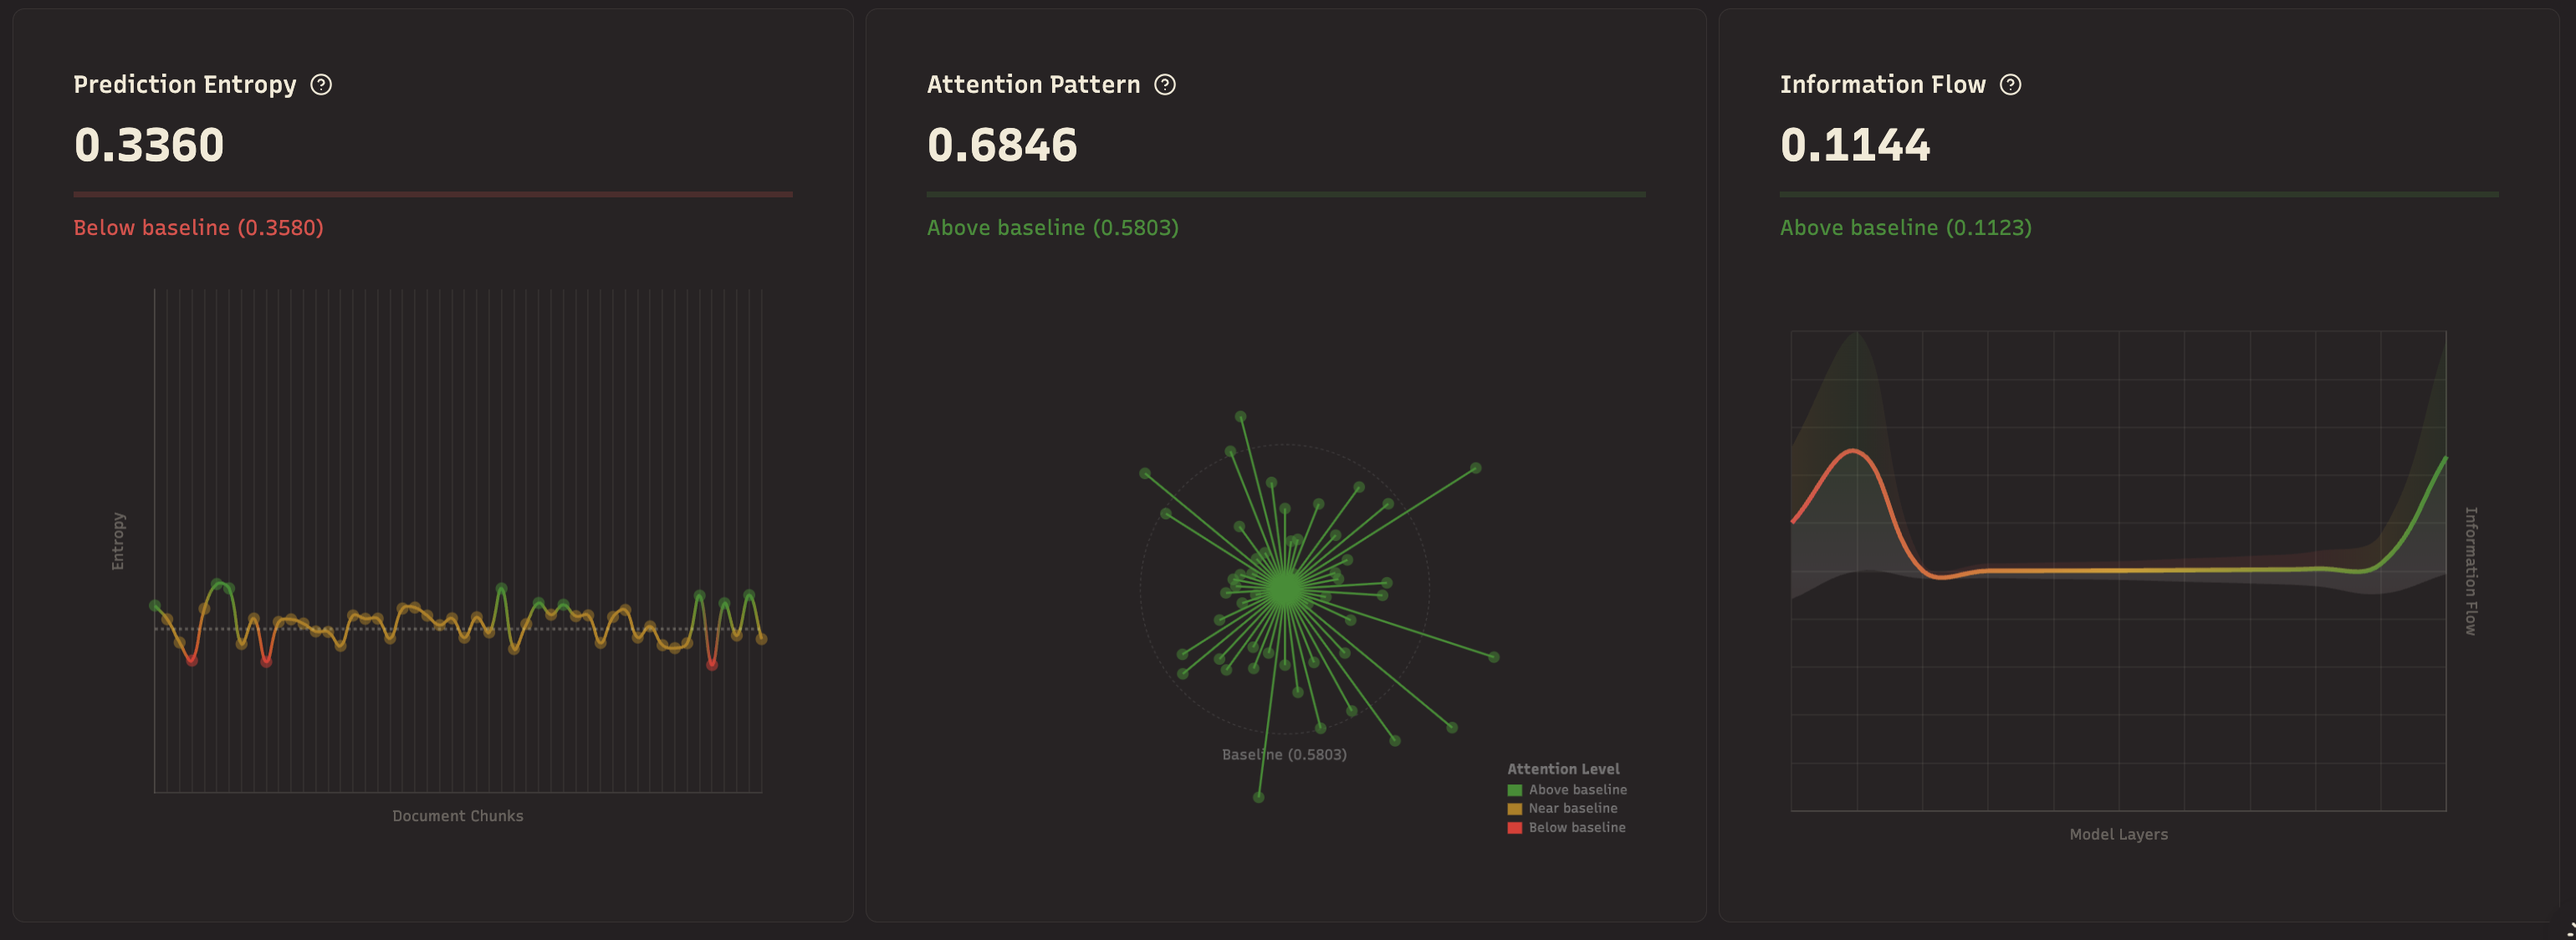 Prediction Entropy ?
0.3360
Below baseline (0.3580)
Entropy
Document Chunks
Attention Pattern ?
0.6846
Above baseline (0.5803)
Baseline (0.5803)
Attention Level
Above baseline
Near baseline
Below baseline
Information Flow ?
0.1144
Above baseline (0.1123)
Information Flow
Model Layers